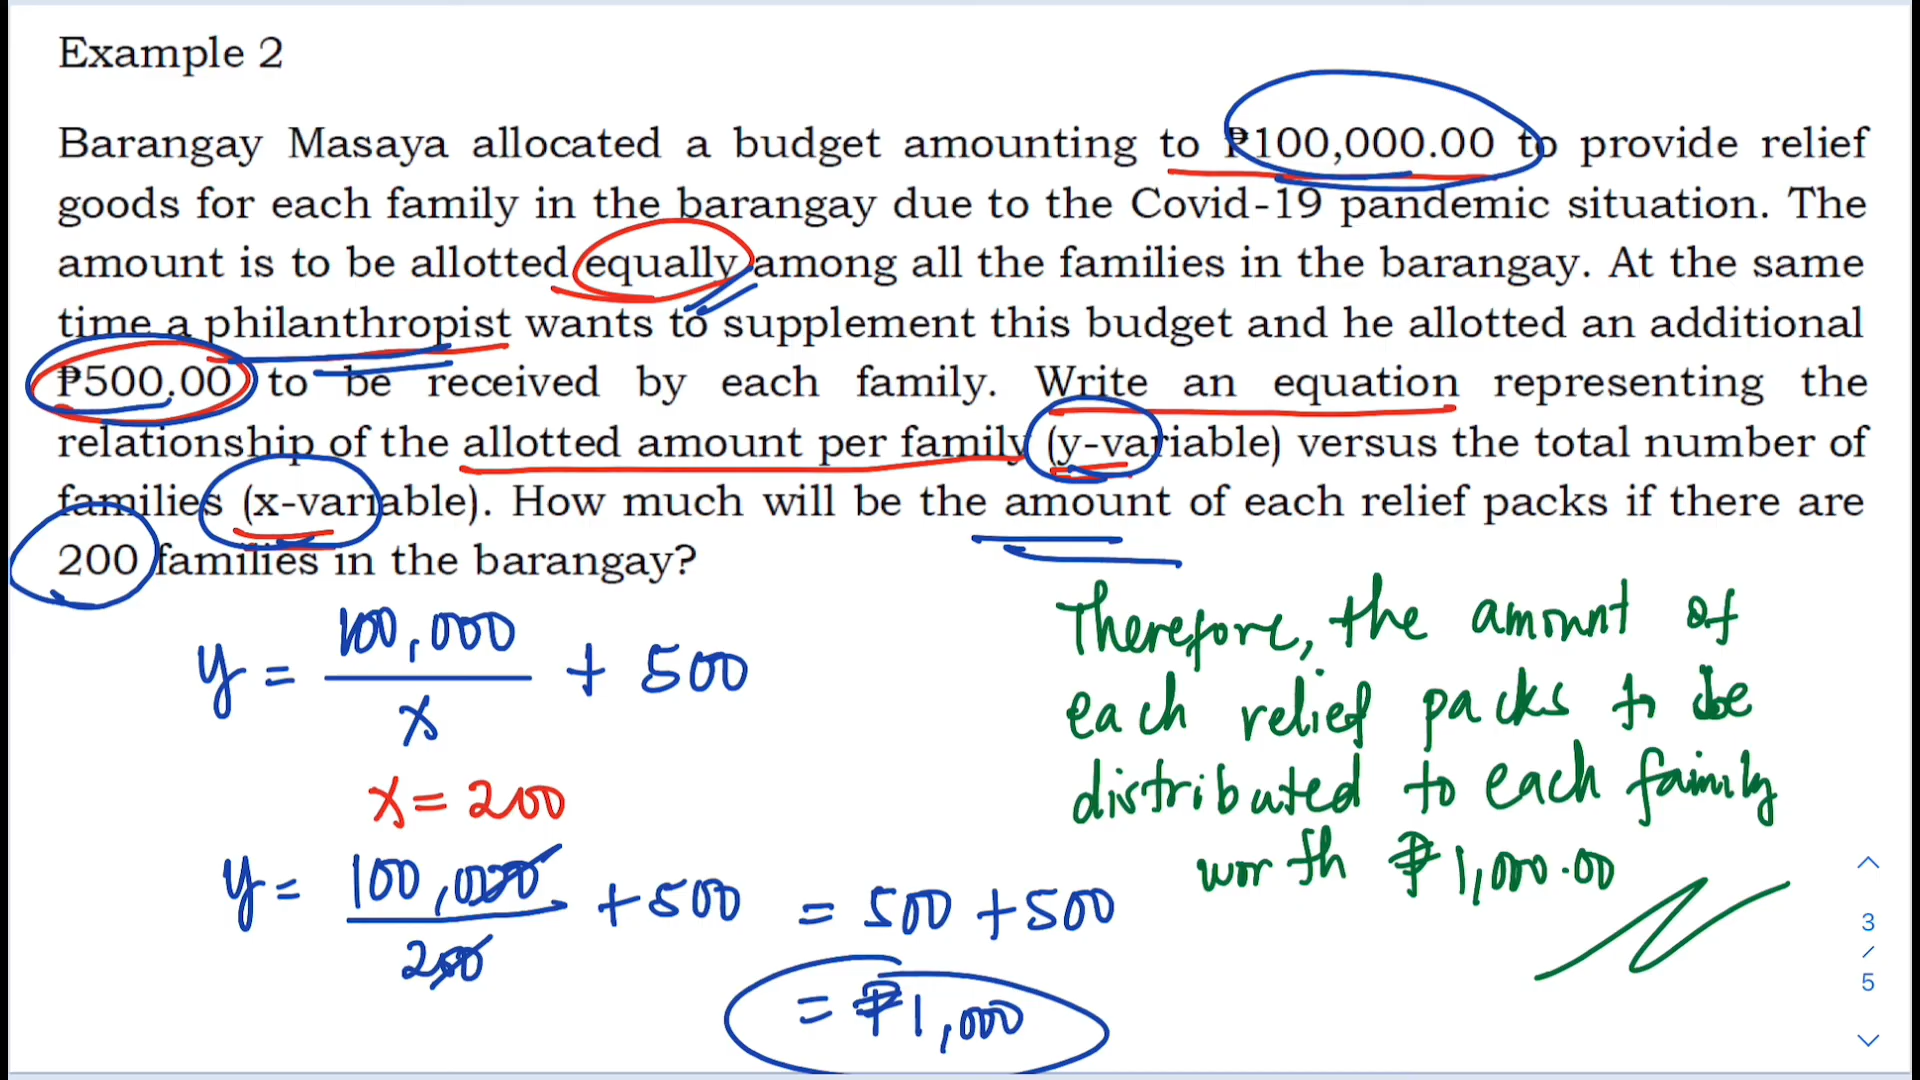 Example 2
Barangay Masaya allocated a budget amounting to ₱100,000.00 to provide relief
goods for each family in the barangay due to the Covid-19 pandemic situation. The
amount is to be allotted equally among all the families in the barangay. At the same
time a philanthropist wants to supplement this budget and he allotted an additional
₱500.00 to be received by each family. Write an equation representing the
relationship of the allotted amount per family (y-variable) versus the total number of
families (x-variable). How much will be the amount of each relief packs if there are
200 families in the barangay?
y = 100,000 / x + 500
x = 200
y = 100,000 / 200 + 500 = 500 + 500
= ₱1,000
Therefore, the amount of
each relief packs to be
distributed to each family
worth ₱1,000.00
3
/
5